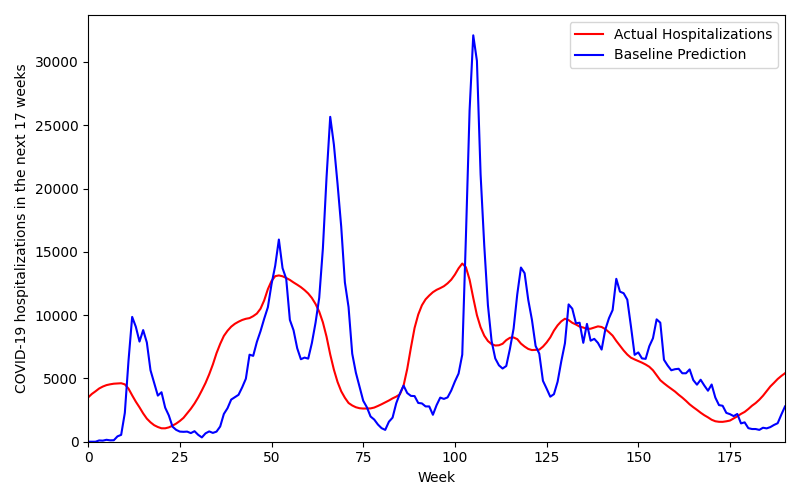 Actual Hospitalizations
Baseline Prediction
COVID-19 hospitalizations in the next 17 weeks
30000
25000
20000
15000
10000
5000
0
0 25 50 75 100 125 150 175
Week